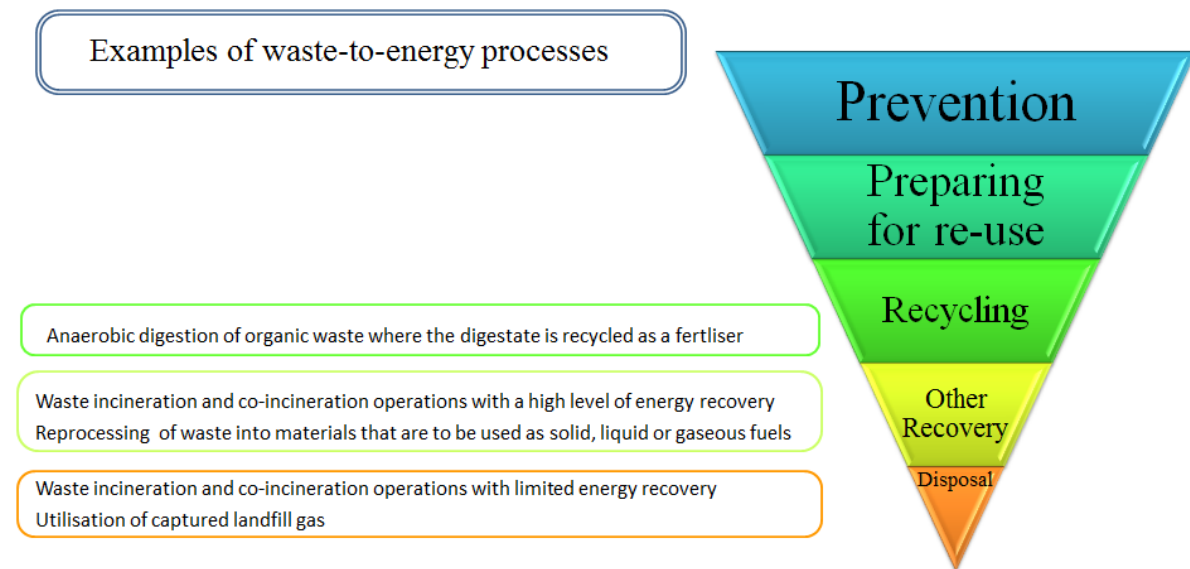 Examples of waste-to-energy processes
Prevention
Preparing
for re-use
Recycling
Anaerobic digestion of organic waste where the digestate is recycled as a fertliser
Other
Recovery
Waste incineration and co-incineration operations with a high level of energy recovery
Reprocessing of waste into materials that are to be used as solid, liquid or gaseous fuels
Disposal
Waste incineration and co-incineration operations with limited energy recovery
Utilisation of captured landfill gas